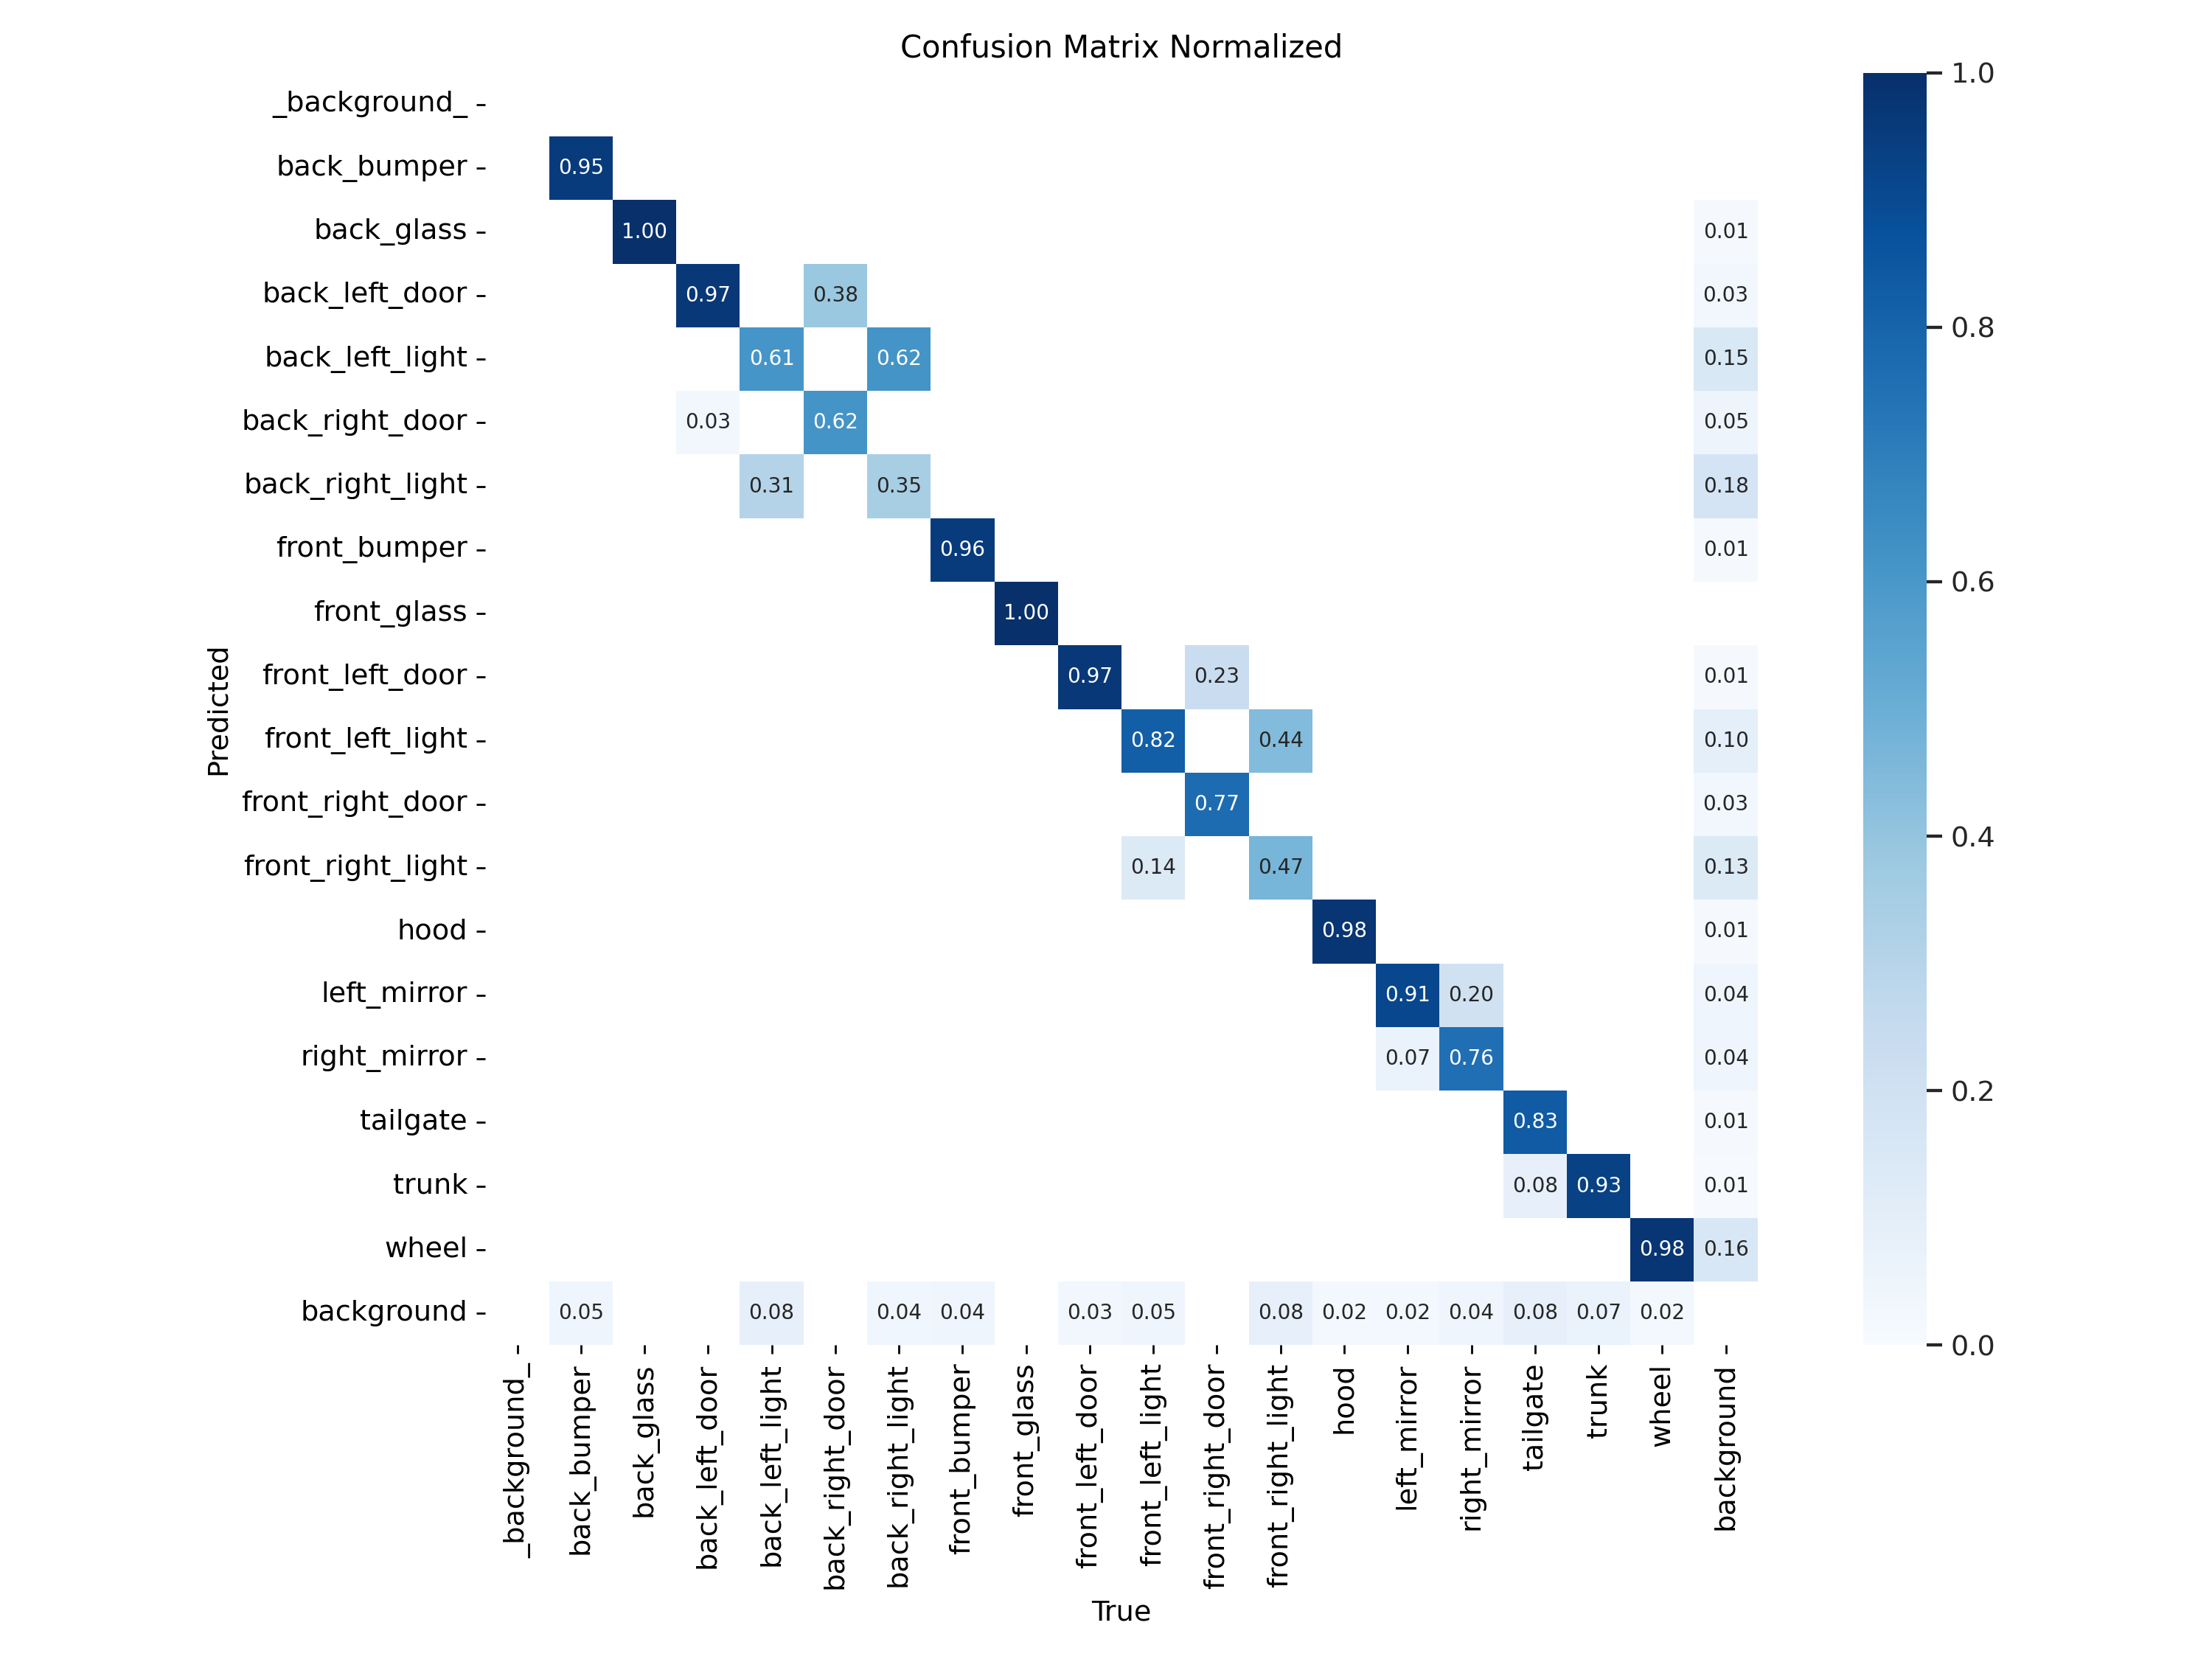 Confusion Matrix Normalized
_background_
back_bumper 0.95
back_glass 1.00 0.01
back_left_door 0.97 0.38 0.03
back_left_light 0.61 0.62 0.15
back_right_door 0.03 0.62 0.05
back_right_light 0.31 0.35 0.18
front_bumper 0.96 0.01
front_glass 1.00
front_left_door 0.97 0.23 0.01
front_left_light 0.82 0.44 0.10
front_right_door 0.77 0.03
front_right_light 0.14 0.47 0.13
hood 0.98 0.01
left_mirror 0.91 0.20 0.04
right_mirror 0.07 0.76 0.04
tailgate 0.83 0.01
trunk 0.08 0.93 0.01
wheel 0.98 0.16
background 0.05 0.08 0.04 0.04 0.03 0.05 0.08 0.02 0.02 0.04 0.08 0.07 0.02
Predicted
_background_
back_bumper
back_glass
back_left_door
back_left_light
back_right_door
back_right_light
front_bumper
front_glass
front_left_door
front_left_light
front_right_door
front_right_light
hood
left_mirror
right_mirror
tailgate
trunk
wheel
background
True
1.0
0.8
0.6
0.4
0.2
0.0